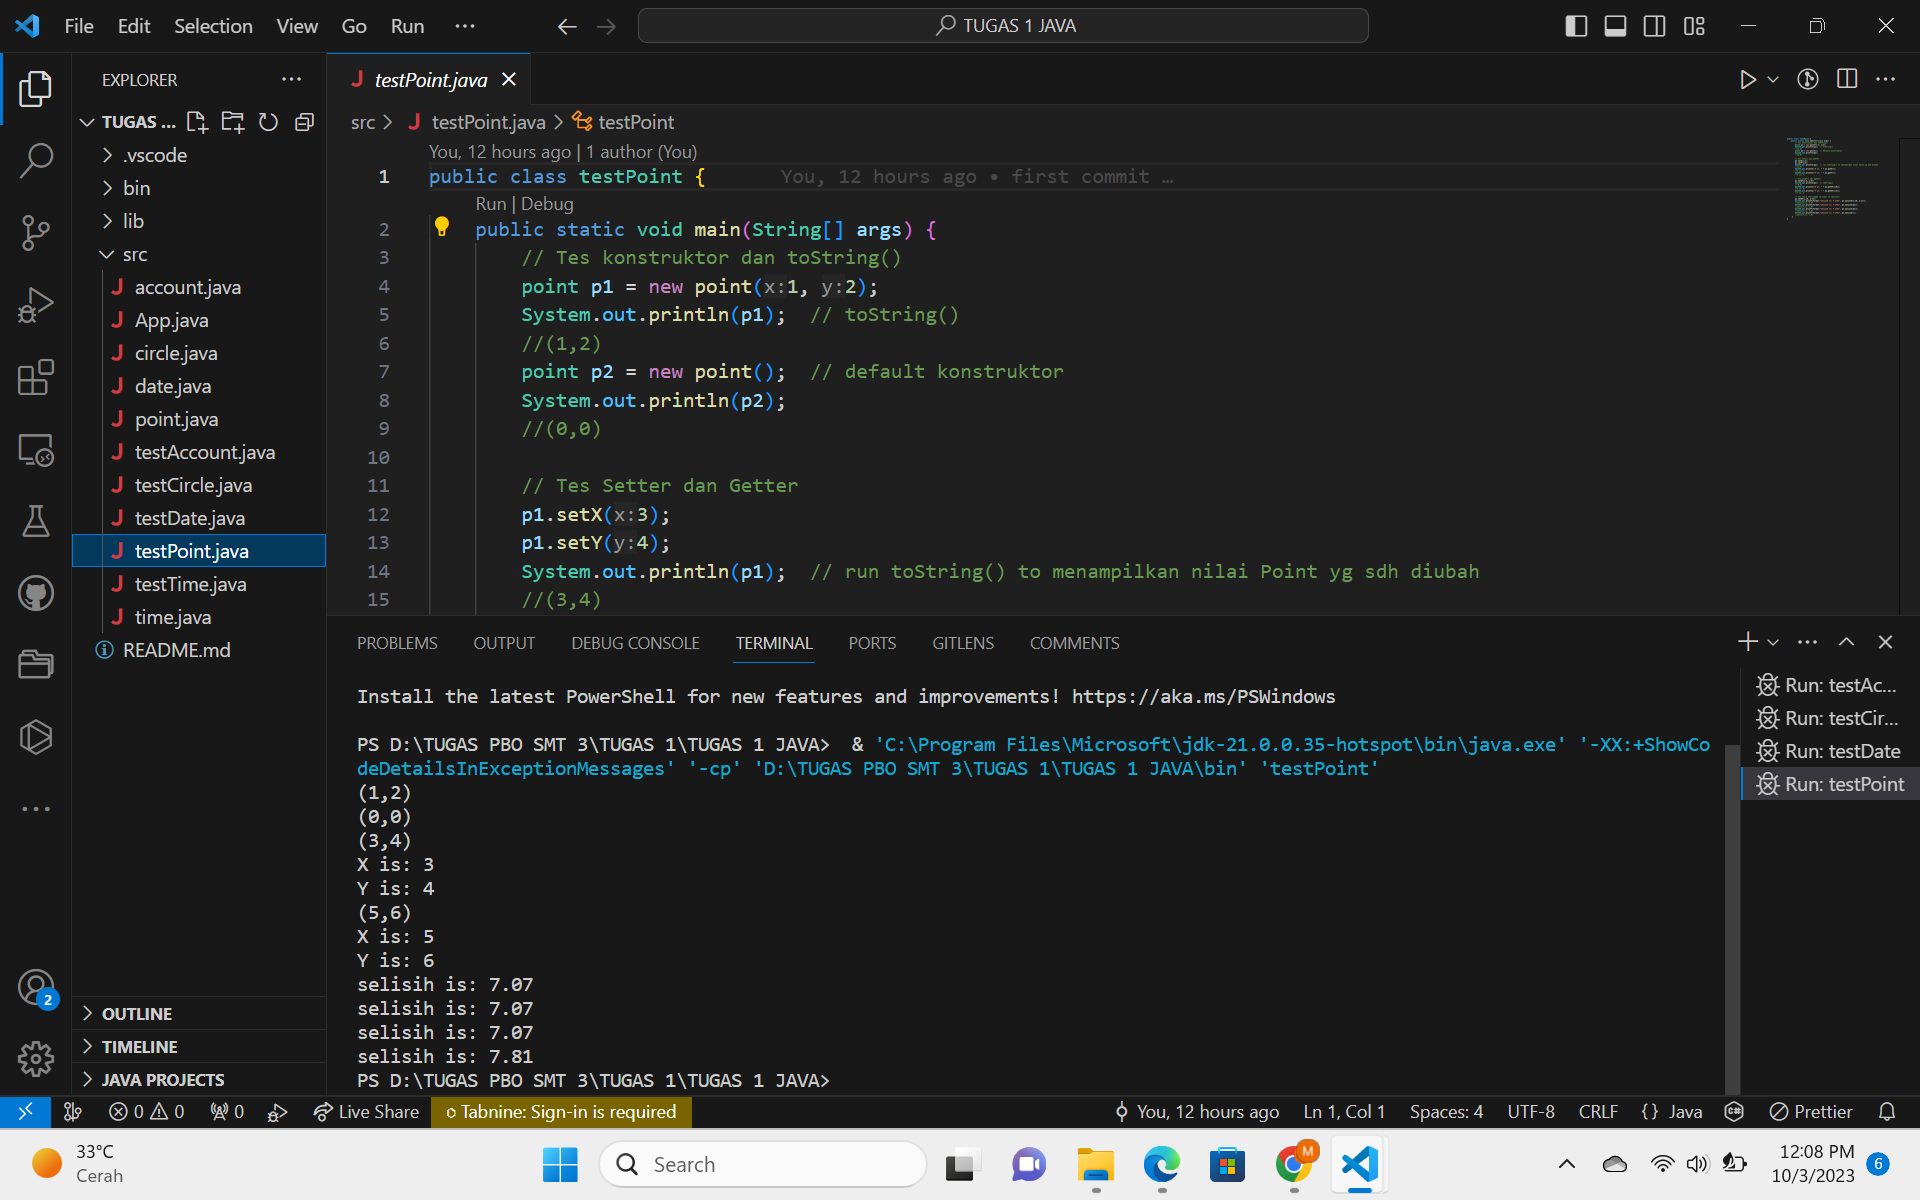 File Edit Selection View Go Run ···
TUGAS 1 JAVA
EXPLORER
TUGAS ...
.vscode
bin
lib
src
account.java
App.java
circle.java
date.java
point.java
testAccount.java
testCircle.java
testDate.java
testPoint.java
testTime.java
time.java
README.md
OUTLINE
TIMELINE
JAVA PROJECTS
2
testPoint.java
src > testPoint.java > testPoint
You, 12 hours ago | 1 author (You)
1 public class testPoint { You, 12 hours ago • first commit …
Run | Debug
2 public static void main(String[] args) {
3 // Tes konstruktor dan toString()
4 point p1 = new point(x:1, y:2);
5 System.out.println(p1); // toString()
6 //(1,2)
7 point p2 = new point(); // default konstruktor
8 System.out.println(p2);
9 //(0,0)
10
11 // Tes Setter dan Getter
12 p1.setX(x:3);
13 p1.setY(y:4);
14 System.out.println(p1); // run toString() to menampilkan nilai Point yg sdh diubah
15 //(3,4)
PROBLEMS OUTPUT DEBUG CONSOLE TERMINAL PORTS GITLENS COMMENTS
Install the latest PowerShell for new features and improvements! https://aka.ms/PSWindows
PS D:\TUGAS PBO SMT 3\TUGAS 1\TUGAS 1 JAVA> & 'C:\Program Files\Microsoft\jdk-21.0.0.35-hotspot\bin\java.exe' '-XX:+ShowCo
deDetailsInExceptionMessages' '-cp' 'D:\TUGAS PBO SMT 3\TUGAS 1\TUGAS 1 JAVA\bin' 'testPoint'
(1,2)
(0,0)
(3,4)
X is: 3
Y is: 4
(5,6)
X is: 5
Y is: 6
selisih is: 7.07
selisih is: 7.07
selisih is: 7.07
selisih is: 7.81
PS D:\TUGAS PBO SMT 3\TUGAS 1\TUGAS 1 JAVA>
Run: testAc...
Run: testCir...
Run: testDate
Run: testPoint
0 0 0 Live Share Tabnine: Sign-in is required You, 12 hours ago Ln 1, Col 1 Spaces: 4 UTF-8 CRLF {} Java Prettier
33°C
Cerah
Search
M
12:08 PM
10/3/2023
6